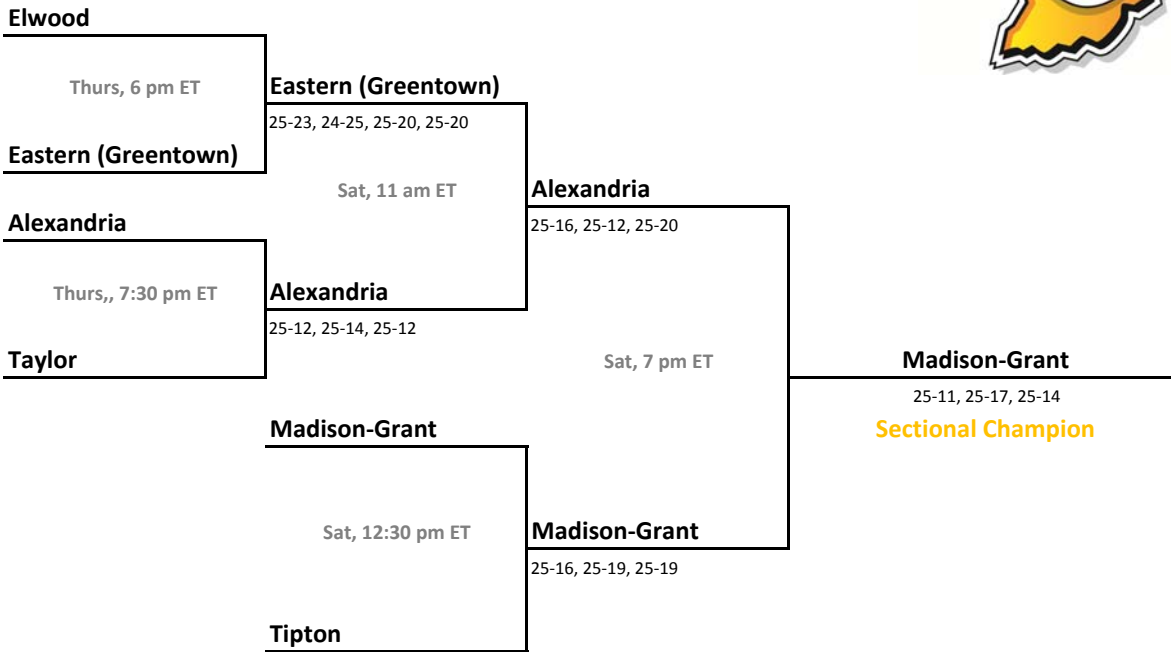 Elwood
Thurs, 6 pm ET
Eastern (Greentown)
25-23, 24-25, 25-20, 25-20
Eastern (Greentown)
Sat, 11 am ET
Alexandria
25-16, 25-12, 25-20
Alexandria
Thurs,, 7:30 pm ET
Alexandria
25-12, 25-14, 25-12
Taylor
Sat, 7 pm ET
Madison-Grant
25-11, 25-17, 25-14
Sectional Champion
Madison-Grant
Sat, 12:30 pm ET
Madison-Grant
25-16, 25-19, 25-19
Tipton